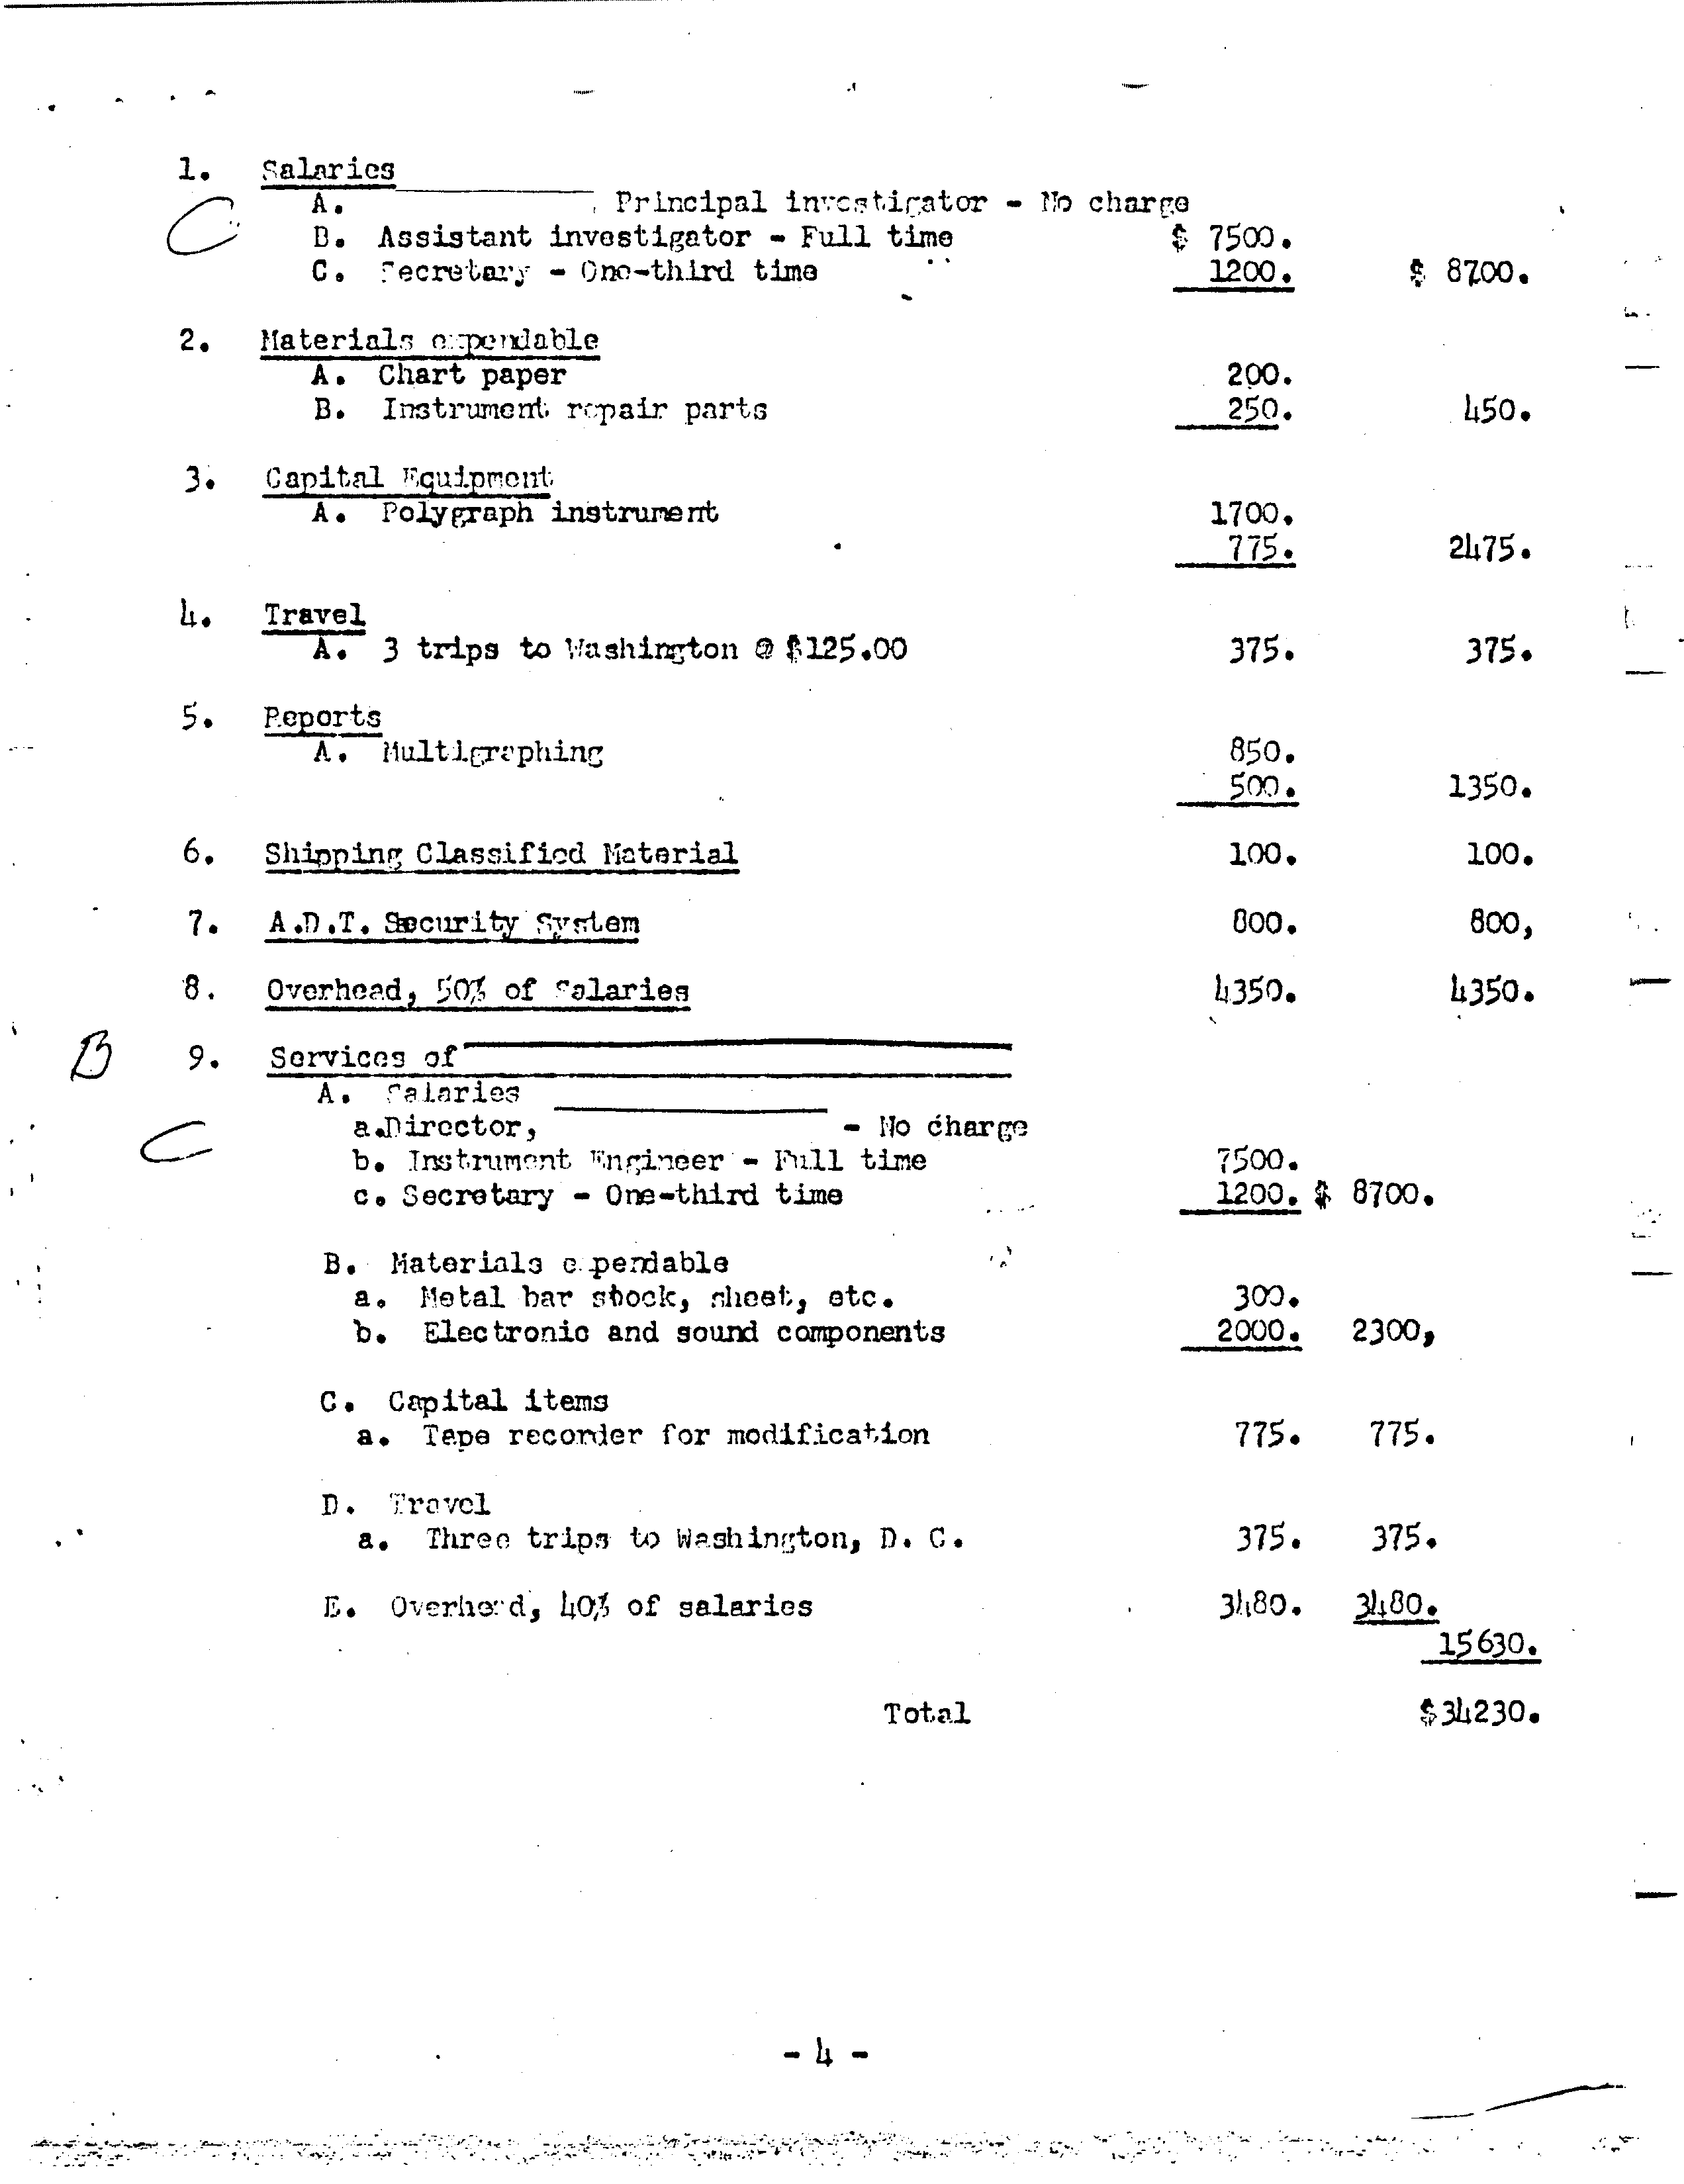 1. Salaries
A. Principal investigator - No charge
C
B. Assistant investigator - Full time $ 7500.
C. Secretary - One-third time 1200. $ 8700.
2. Materials expendable
A. Chart paper 200.
B. Instrument repair parts 250. 450.
3. Capital Equipment
A. Polygraph instrument 1700.
775. 2475.
4. Travel
A. 3 trips to Washington @ $125.00 375. 375.
5. Reports
A. Multigraphing 850.
500. 1350.
6. Shipping Classified Material 100. 100.
7. A.D.T. Security System 800. 800,
8. Overhead, 50% of Salaries 4350. 4350.
B 9. Services of
A. Salaries
a.Director, - No charge
C
b. Instrument Engineer - Full time 7500.
c. Secretary - One-third time 1200. $ 8700.
B. Materials expendable
a. Metal bar stock, sheet, etc. 300.
b. Electronic and sound components 2000. 2300,
C. Capital items
a. Tape recorder for modification 775. 775.
D. Travel
a. Three trips to Washington, D. C. 375. 375.
E. Overhead, 40% of salaries 3480. 3480.
15630.
Total $34230.
- 4 -